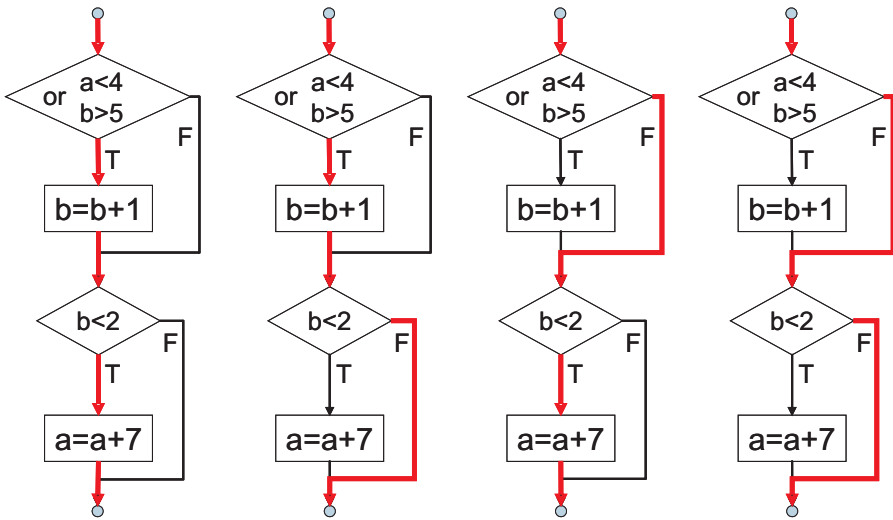 a<4
or b>5
F
T
b=b+1
b<2
F
T
a=a+7
a<4
or b>5
F
T
b=b+1
b<2
F
T
a=a+7
a<4
or b>5
F
T
b=b+1
b<2
F
T
a=a+7
a<4
or b>5
F
T
b=b+1
b<2
F
T
a=a+7